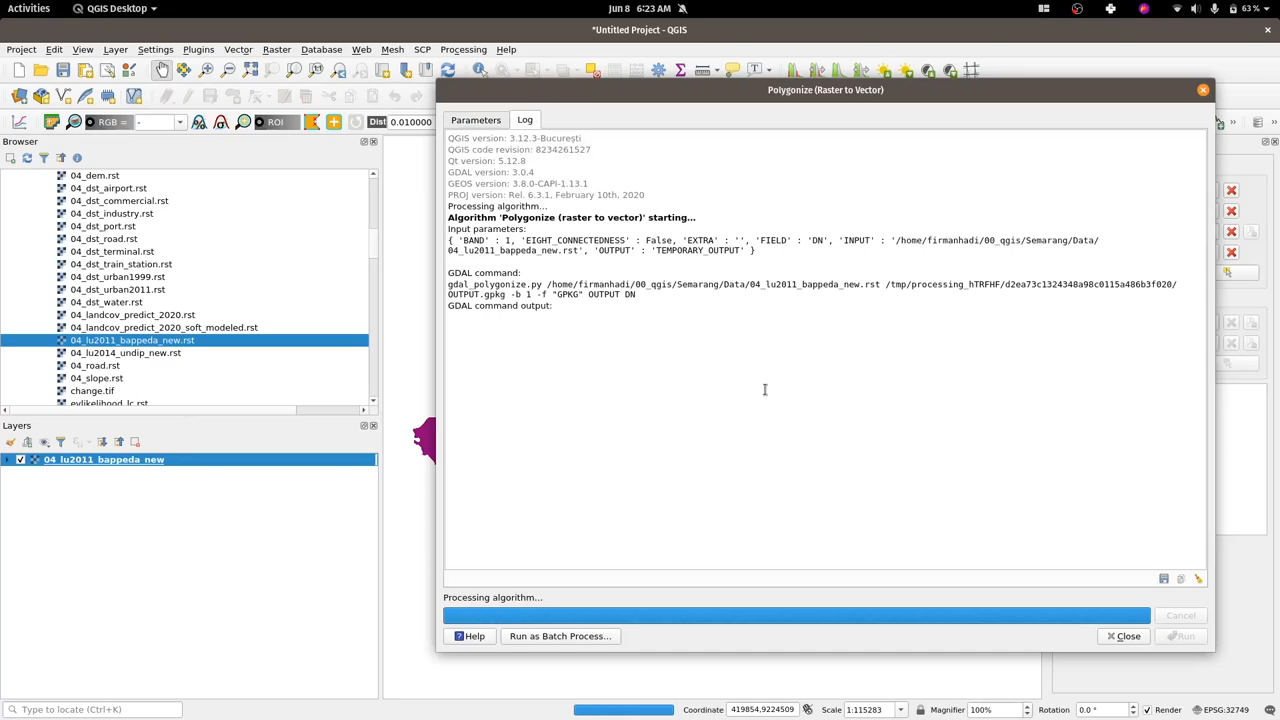 Activities
QGIS Desktop
Jun 8 6:23 AM
63 %
*Untitled Project - QGIS
Project Edit View Layer Settings Plugins Vector Raster Database Web Mesh SCP Processing Help
RGB = -
ROI
Dist 0.010000
Browser
04_dem.rst
04_dst_airport.rst
04_dst_commercial.rst
04_dst_industry.rst
04_dst_port.rst
04_dst_road.rst
04_dst_terminal.rst
04_dst_train_station.rst
04_dst_urban1999.rst
04_dst_urban2011.rst
04_dst_water.rst
04_landcov_predict_2020.rst
04_landcov_predict_2020_soft_modeled.rst
04_lu2011_bappeda_new.rst
04_lu2014_undip_new.rst
04_road.rst
04_slope.rst
change.tif
evlikelihood_lc.rst
Layers
04_lu2011_bappeda_new
Polygonize (Raster to Vector)
Parameters Log
QGIS version: 3.12.3-București
QGIS code revision: 8234261527
Qt version: 5.12.8
GDAL version: 3.0.4
GEOS version: 3.8.0-CAPI-1.13.1
PROJ version: Rel. 6.3.1, February 10th, 2020
Processing algorithm…
Algorithm 'Polygonize (raster to vector)' starting…
Input parameters:
{ 'BAND' : 1, 'EIGHT_CONNECTEDNESS' : False, 'EXTRA' : '', 'FIELD' : 'DN', 'INPUT' : '/home/firmanhadi/00_qgis/Semarang/Data/
04_lu2011_bappeda_new.rst', 'OUTPUT' : 'TEMPORARY_OUTPUT' }
GDAL command:
gdal_polygonize.py /home/firmanhadi/00_qgis/Semarang/Data/04_lu2011_bappeda_new.rst /tmp/processing_hTRFHF/d2ea73c1324348a98c0115a486b3f020/
OUTPUT.gpkg -b 1 -f "GPKG" OUTPUT DN
GDAL command output:
Processing algorithm…
Cancel
Help
Run as Batch Process…
Close
Run
Type to locate (Ctrl+K)
Coordinate 419854,9224509
Scale 1:115283
Magnifier 100%
Rotation 0.0 °
Render
EPSG:32749